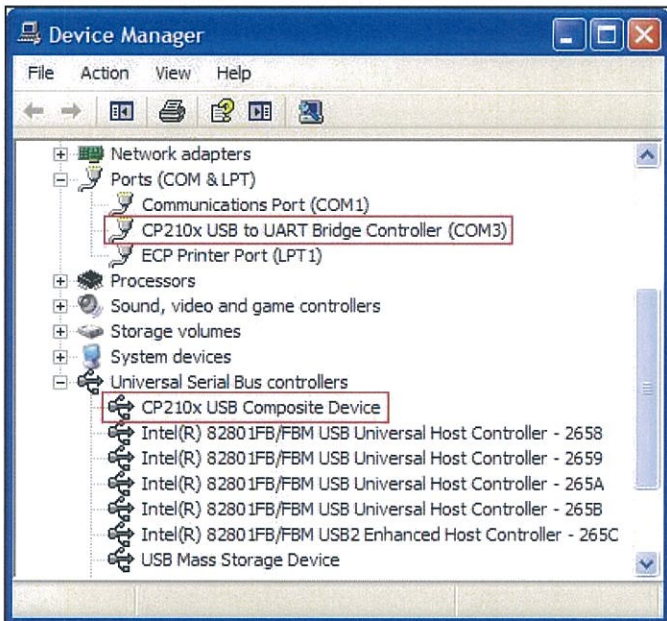 Device Manager
File Action View Help
Network adapters
Ports (COM & LPT)
Communications Port (COM1)
CP210x USB to UART Bridge Controller (COM3)
ECP Printer Port (LPT1)
Processors
Sound, video and game controllers
Storage volumes
System devices
Universal Serial Bus controllers
CP210x USB Composite Device
Intel(R) 82801FB/FBM USB Universal Host Controller - 2658
Intel(R) 82801FB/FBM USB Universal Host Controller - 2659
Intel(R) 82801FB/FBM USB Universal Host Controller - 265A
Intel(R) 82801FB/FBM USB Universal Host Controller - 265B
Intel(R) 82801FB/FBM USB2 Enhanced Host Controller - 265C
USB Mass Storage Device